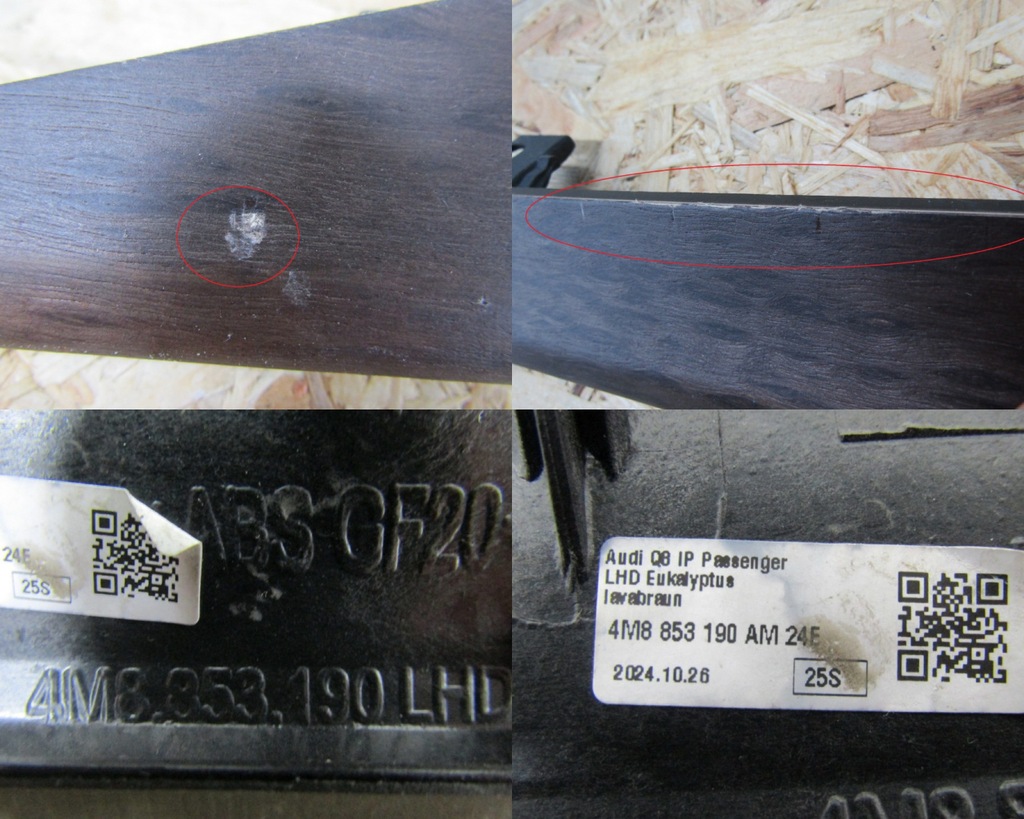 ABS GF20
24E
25S
4M8.853.190 LHD
Audi Q8 IP Passenger
LHD Eukalyptus
lavabraun
4M8 853 190 AM 24E
2024.10.26
25S